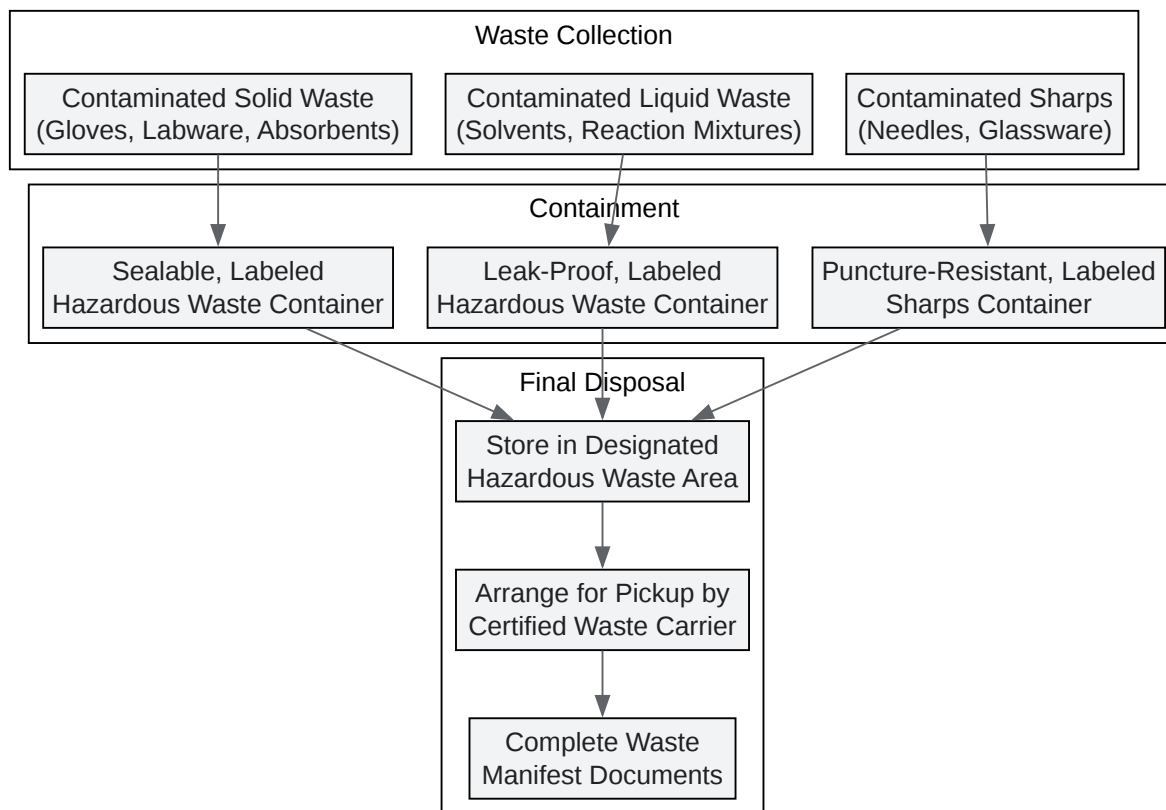 Waste Collection
Contaminated Solid Waste
(Gloves, Labware, Absorbents)
Contaminated Liquid Waste
(Solvents, Reaction Mixtures)
Contaminated Sharps
(Needles, Glassware)
Containment
Sealable, Labeled
Hazardous Waste Container
Leak-Proof, Labeled
Hazardous Waste Container
Puncture-Resistant, Labeled
Sharps Container
Final Disposal
Store in Designated
Hazardous Waste Area
Arrange for Pickup by
Certified Waste Carrier
Complete Waste
Manifest Documents